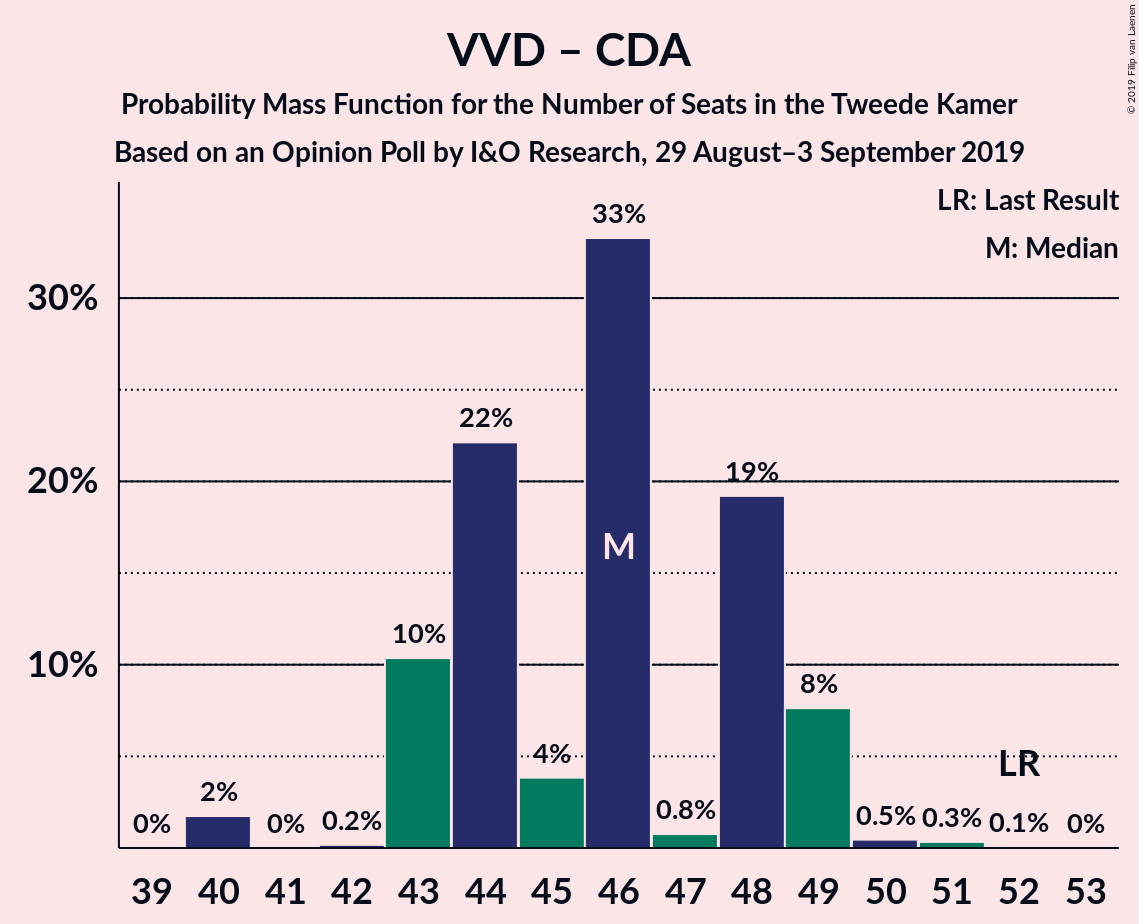 VVD – CDA
Probability Mass Function for the Number of Seats in the Tweede Kamer
Based on an Opinion Poll by I&O Research, 29 August–3 September 2019
© 2019 Filip van Laenen
LR: Last Result
M: Median
30%
20%
10%
0%
2%
0%
0.2%
10%
22%
4%
33%
0.8%
19%
8%
0.5%
0.3%
0.1%
0%
M
LR
39 40 41 42 43 44 45 46 47 48 49 50 51 52 53